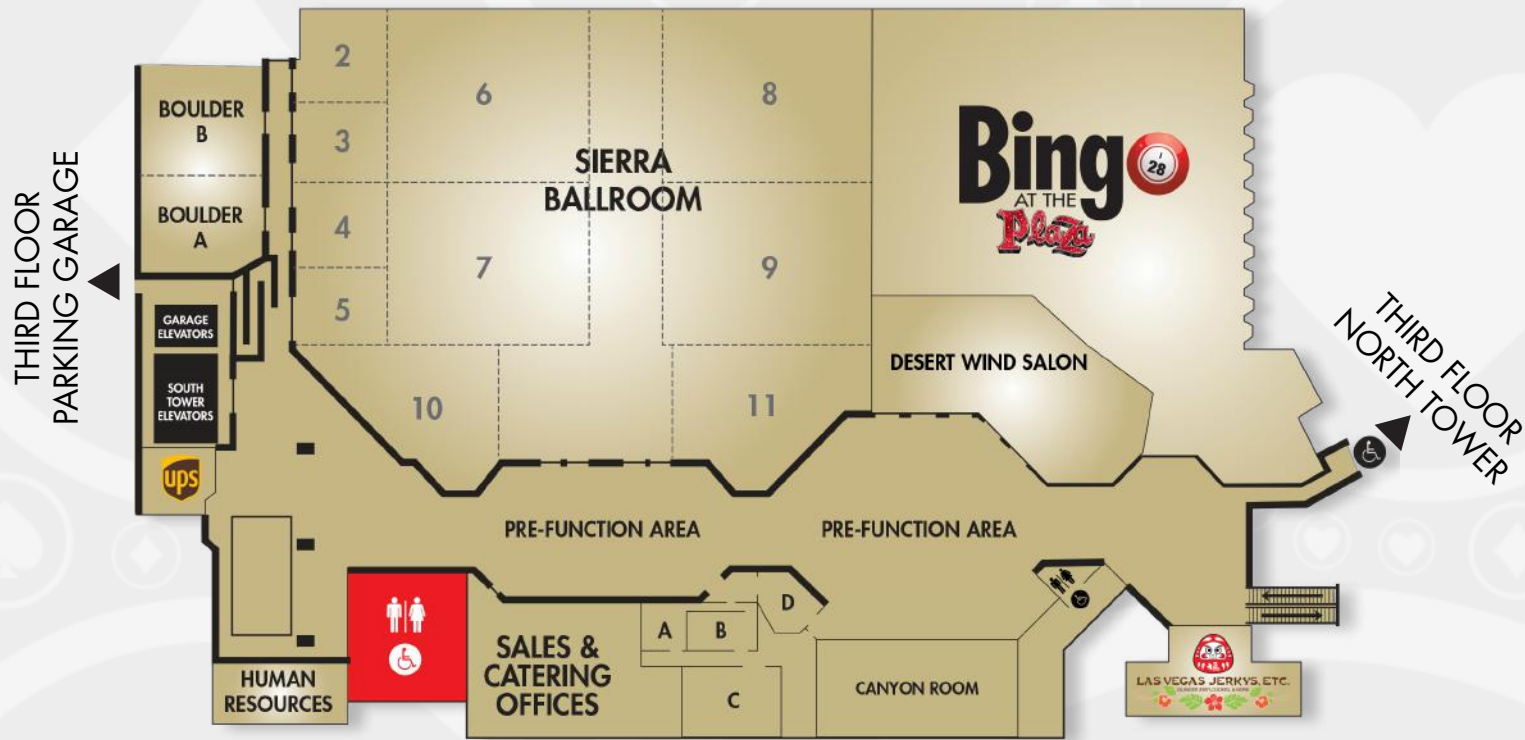 THIRD FLOOR
PARKING GARAGE
BOULDER
B
BOULDER
A
GARAGE
ELEVATORS
SOUTH
TOWER
ELEVATORS
ups
2
3
4
5
6
7
8
9
10
11
SIERRA
BALLROOM
Bingo
I
28
AT THE
Plaza
DESERT WIND SALON
THIRD FLOOR
NORTH TOWER
PRE-FUNCTION AREA
PRE-FUNCTION AREA
HUMAN
RESOURCES
SALES &
CATERING
OFFICES
A
B
C
D
CANYON ROOM
LAS VEGAS JERKYS, ETC.